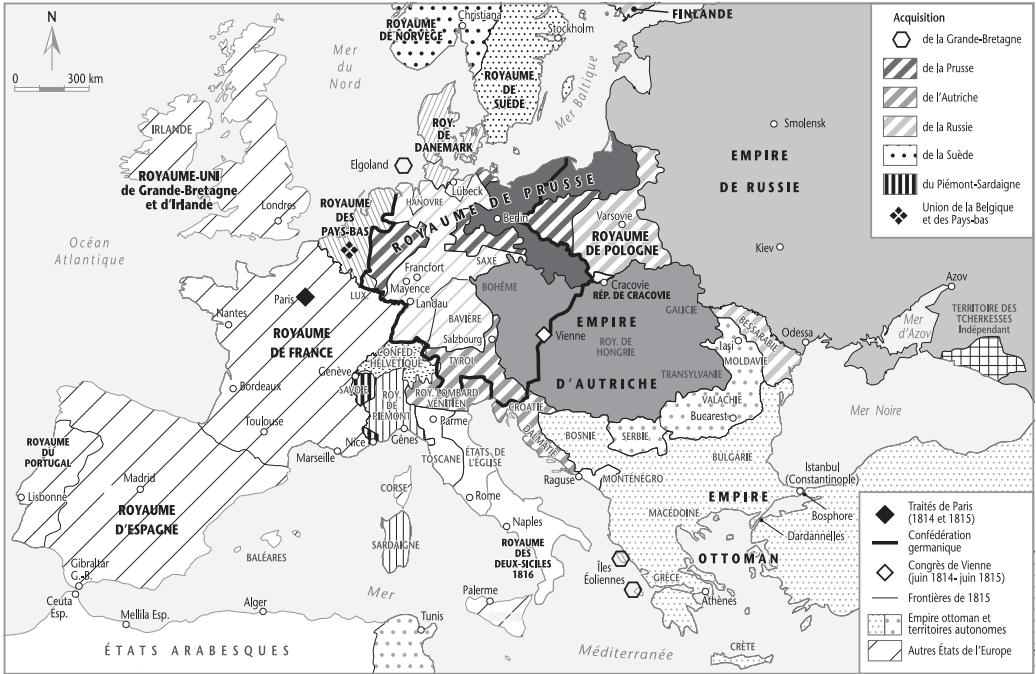 N
0 300 km
Mer
du Nord
Océan
Atlantique
IRLANDE
ROYAUME-UNI
de Grande-Bretagne
et d'Irlande
Londres
ROYAUME
DE NORVÈGE
Christiana
Stockholm
ROYAUME
DE
SUÈDE
Mer Baltique
FINLANDE
ROY.
DE
DANEMARK
Elgoland
Lübeck
HANOVRE
ROYAUME
DES
PAYS-BAS
ROYAUME DE PRUSSE
Berlin
Varsovie
ROYAUME
DE POLOGNE
Smolensk
EMPIRE
DE RUSSIE
Kiev
SAXE
Francfort
Mayence
LUX.
Landau
BOHÊME
BAVIÈRE
Salzbourg
Cracovie
RÉP. DE CRACOVIE
GALICIE
EMPIRE
ROY. DE
HONGRIE
Vienne
TRANSYLVANIE
D'AUTRICHE
BESSARABIE
Iaşi
MOLDAVIE
Odessa
VALACHIE
Bucarest
Azov
Mer
d'Azov
TERRITOIRE DES
TCHERKESSES
Indépendant
Mer Noire
Paris
Nantes
ROYAUME
DE FRANCE
Bordeaux
Toulouse
Marseille
CONFÉD.
HELVÉTIQUE
Genève
SAVOIE
ROY.
DE
PIÉMONT
Nice
Gênes
TYROL
ROY. LOMBARD
VÉNITIEN
Parme
CROATIE
DALMATIE
TOSCANE
ÉTATS DE
L'ÉGLISE
BOSNIE
SERBIE
Raguse
MONTÉNÉGRO
BULGARIE
MACÉDOINE
EMPIRE
OTTOMAN
Istanbul
(Constantinople)
Bosphore
Dardannelles
ROYAUME
DU
PORTUGAL
Lisbonne
Madrid
ROYAUME
D'ESPAGNE
Gibraltar
G.-B.
Ceuta
Esp.
Mellila Esp.
BALÉARES
CORSE
SARDAIGNE
Rome
Naples
ROYAUME
DES
DEUX-SICILES
1816
Palerme
Îles
Éoliennes
GRÈCE
Athènes
CRÈTE
Mer
Méditerranée
Alger
Tunis
ÉTATS ARABESQUES
Acquisition
de la Grande-Bretagne
de la Prusse
de l'Autriche
de la Russie
de la Suède
du Piémont-Sardaigne
Union de la Belgique
et des Pays-bas
Traités de Paris
(1814 et 1815)
Confédération
germanique
Congrès de Vienne
(juin 1814- juin 1815)
Frontières de 1815
Empire ottoman et
territoires autonomes
Autres États de l'Europe